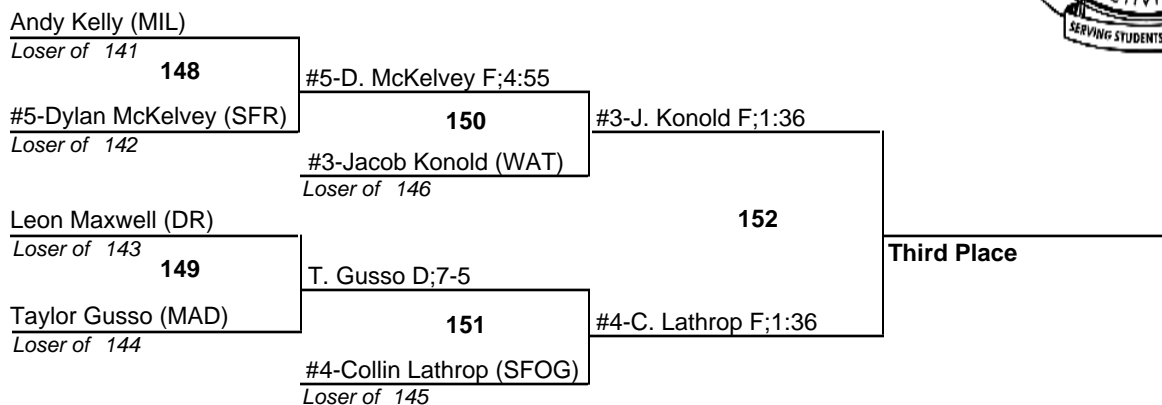 SERVING STUDENTS
Andy Kelly (MIL)
Loser of 141
148
#5-D. McKelvey F;4:55
#5-Dylan McKelvey (SFR)
Loser of 142
150
#3-J. Konold F;1:36
#3-Jacob Konold (WAT)
Loser of 146
Leon Maxwell (DR)
Loser of 143
152
149
Third Place
T. Gusso D;7-5
Taylor Gusso (MAD)
Loser of 144
151
#4-C. Lathrop F;1:36
#4-Collin Lathrop (SFOG)
Loser of 145